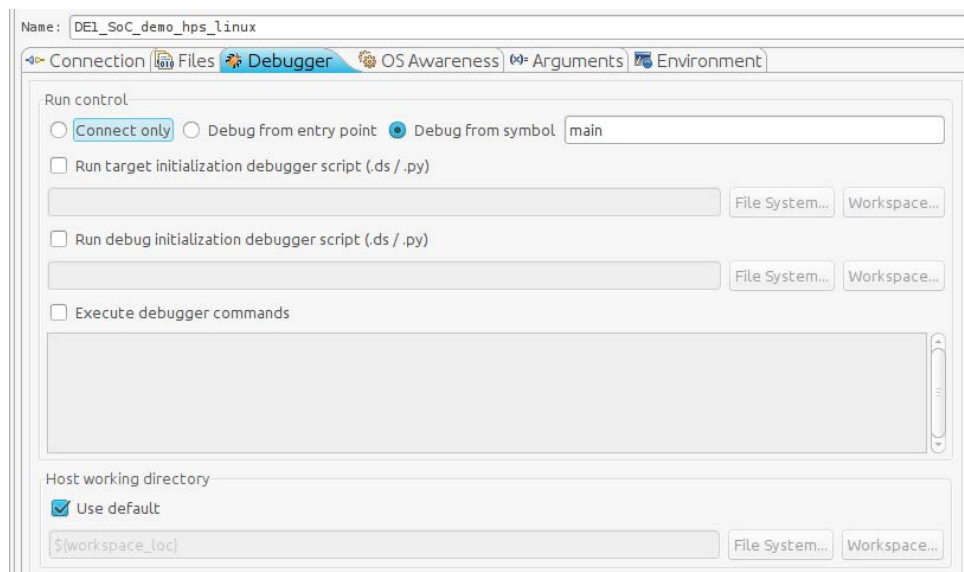 Name: DE1_SoC_demo_hps_linux
Connection Files Debugger OS Awareness (x)= Arguments Environment
Run control
Connect only Debug from entry point Debug from symbol main
Run target initialization debugger script (.ds / .py)
File System... Workspace...
Run debug initialization debugger script (.ds / .py)
File System... Workspace...
Execute debugger commands
Host working directory
Use default
${workspace_loc} File System... Workspace...